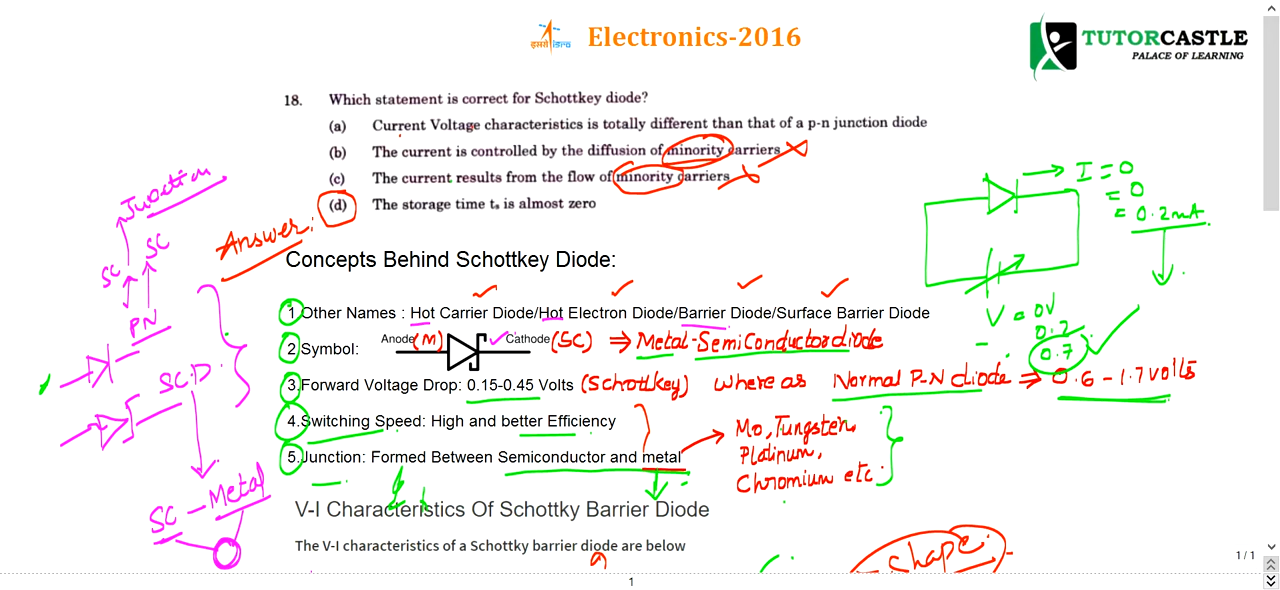 इसरो isro Electronics-2016
TUTORCASTLE
PALACE OF LEARNING
18. Which statement is correct for Schottkey diode?
(a) Current Voltage characteristics is totally different than that of a p-n junction diode
(b) The current is controlled by the diffusion of minority carriers
(c) The current results from the flow of minority carriers
(d) The storage time tₛ is almost zero
Answer:
Junction
SC SC
PN
SCD
SC - Metal
I = 0
= 0
= 0.2mA
V = 0V
0.2
0.7
Concepts Behind Schottkey Diode:
1.Other Names : Hot Carrier Diode/Hot Electron Diode/Barrier Diode/Surface Barrier Diode
2.Symbol: Anode (M) Cathode (SC) ⇒ Metal-SemiConductor diode
3.Forward Voltage Drop: 0.15-0.45 Volts (Schottkey) where as Normal P-N diode ⇒ 0.6 - 1.7 volts
4.Switching Speed: High and better Efficiency
5.Junction: Formed Between Semiconductor and metal
Mo, Tungsten,
Platinum,
Chromium etc
V-I Characteristics Of Schottky Barrier Diode
The V-I characteristics of a Schottky barrier diode are below
Shape
1 / 1
1